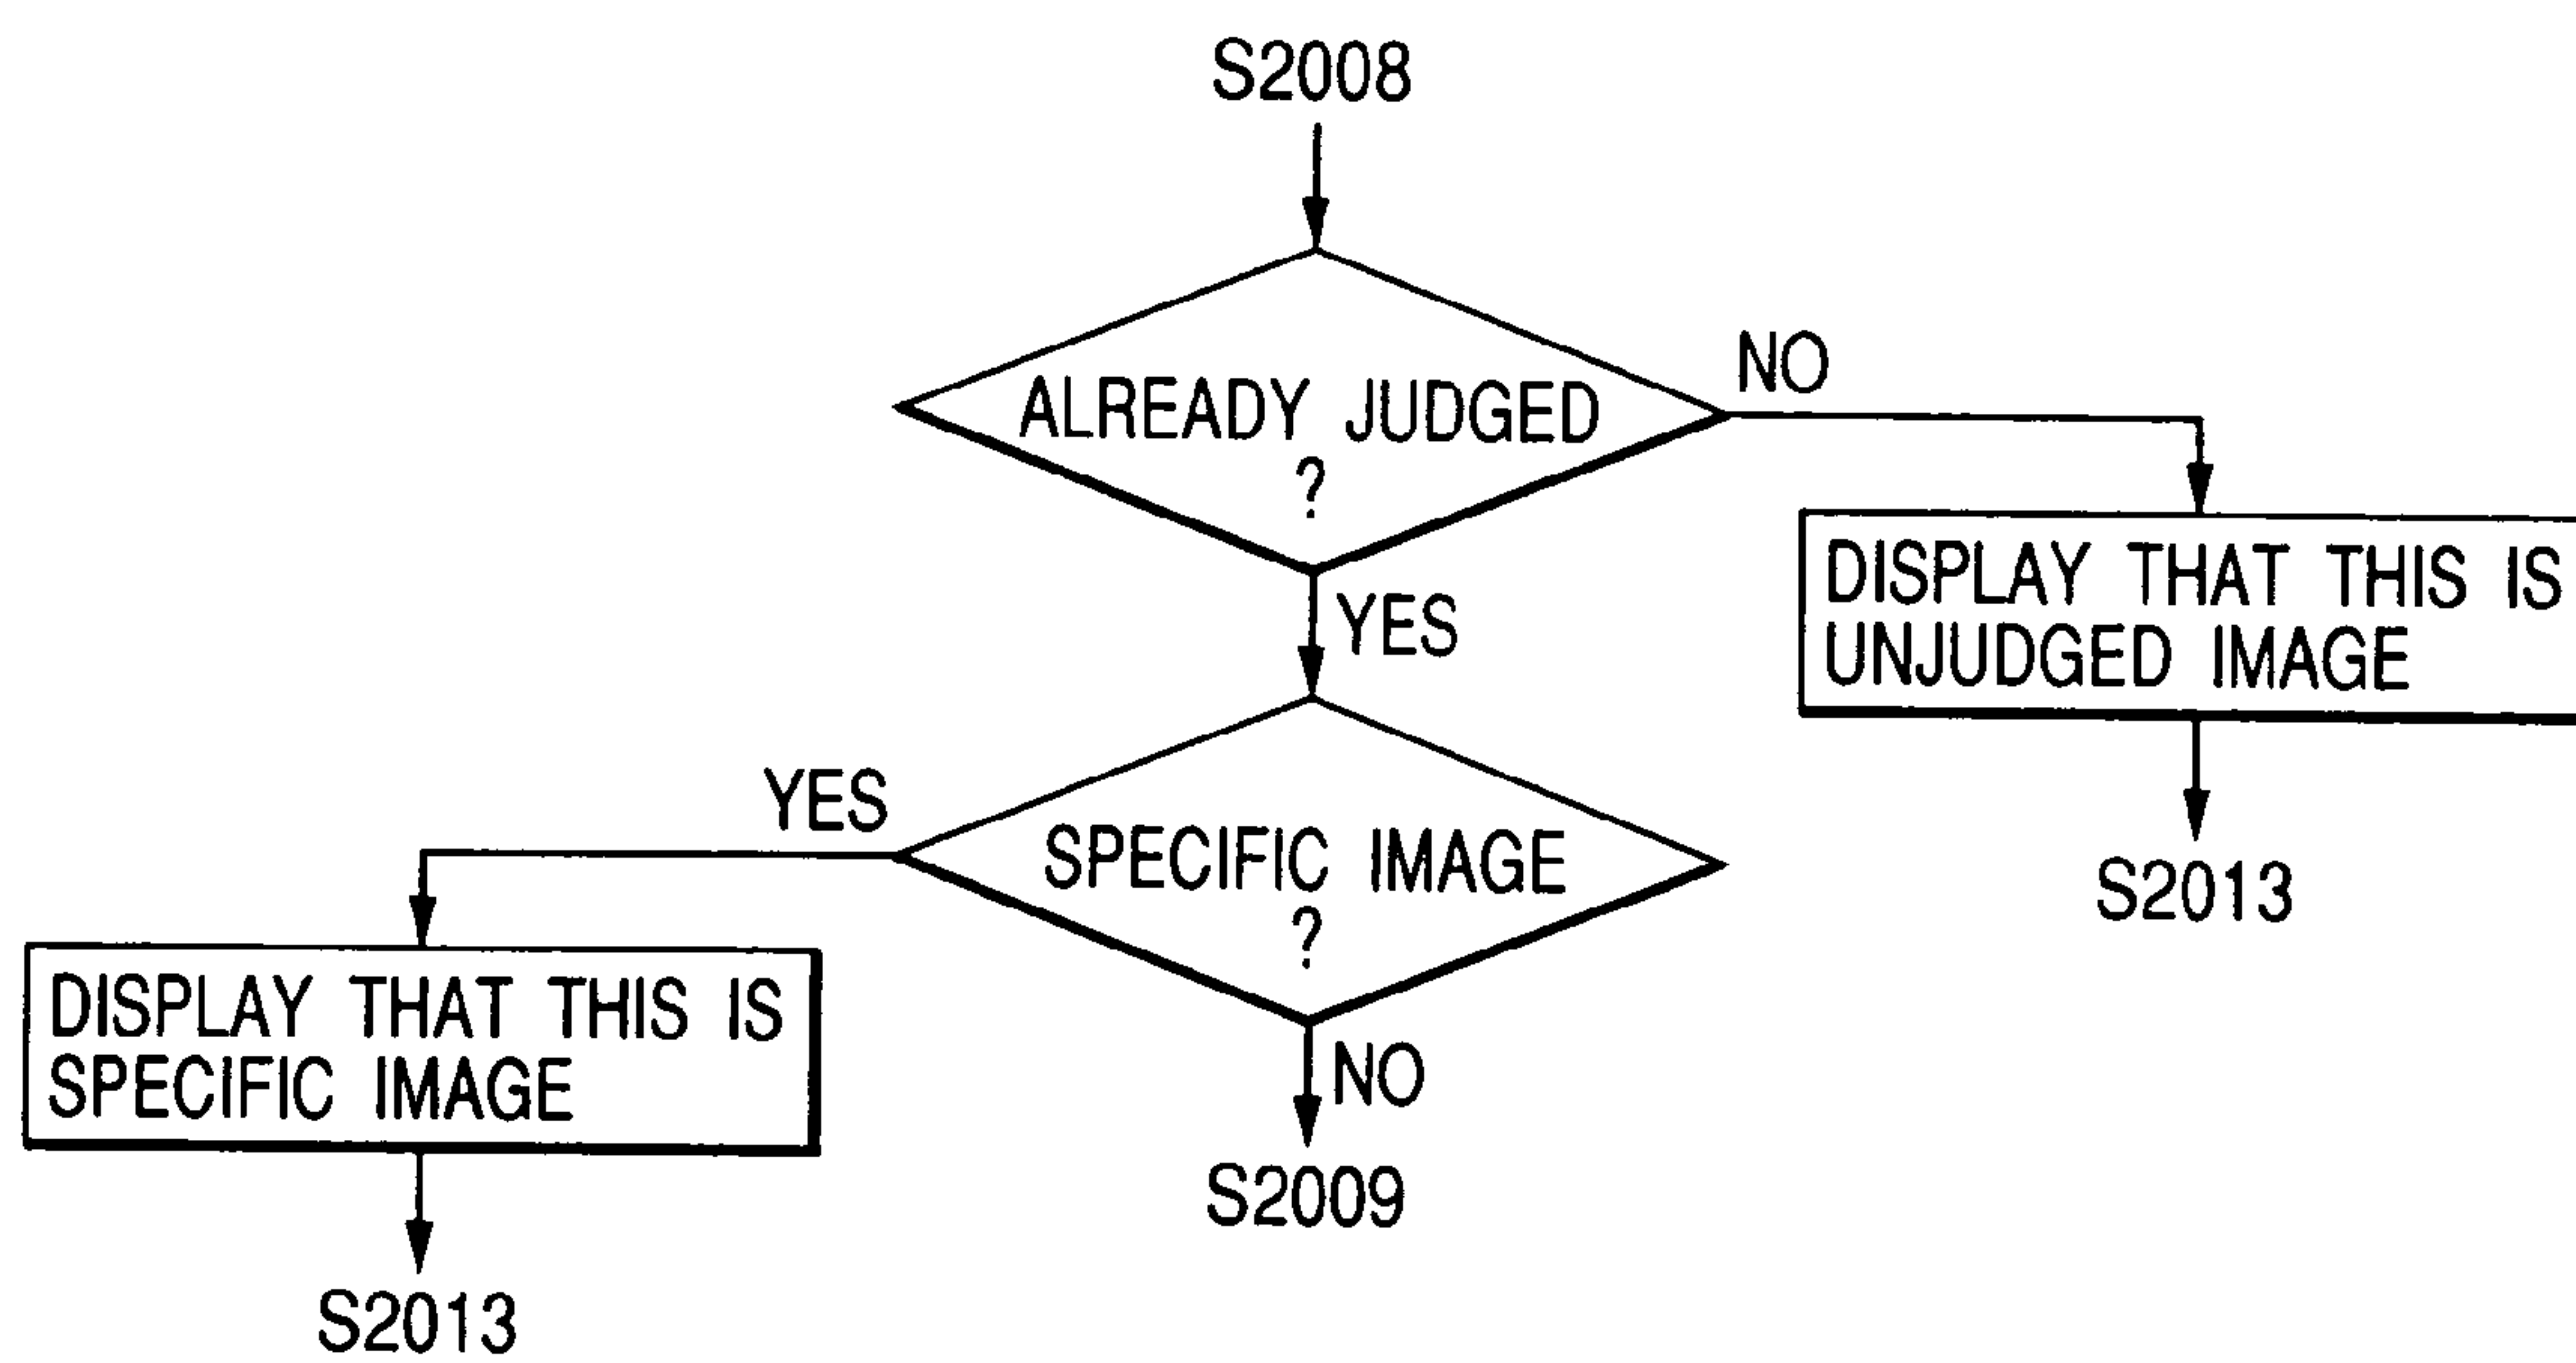 S2008
ALREADY JUDGED
?
NO
DISPLAY THAT THIS IS
UNJUDGED IMAGE
S2013
YES
SPECIFIC IMAGE
?
YES
DISPLAY THAT THIS IS
SPECIFIC IMAGE
S2013
NO
S2009